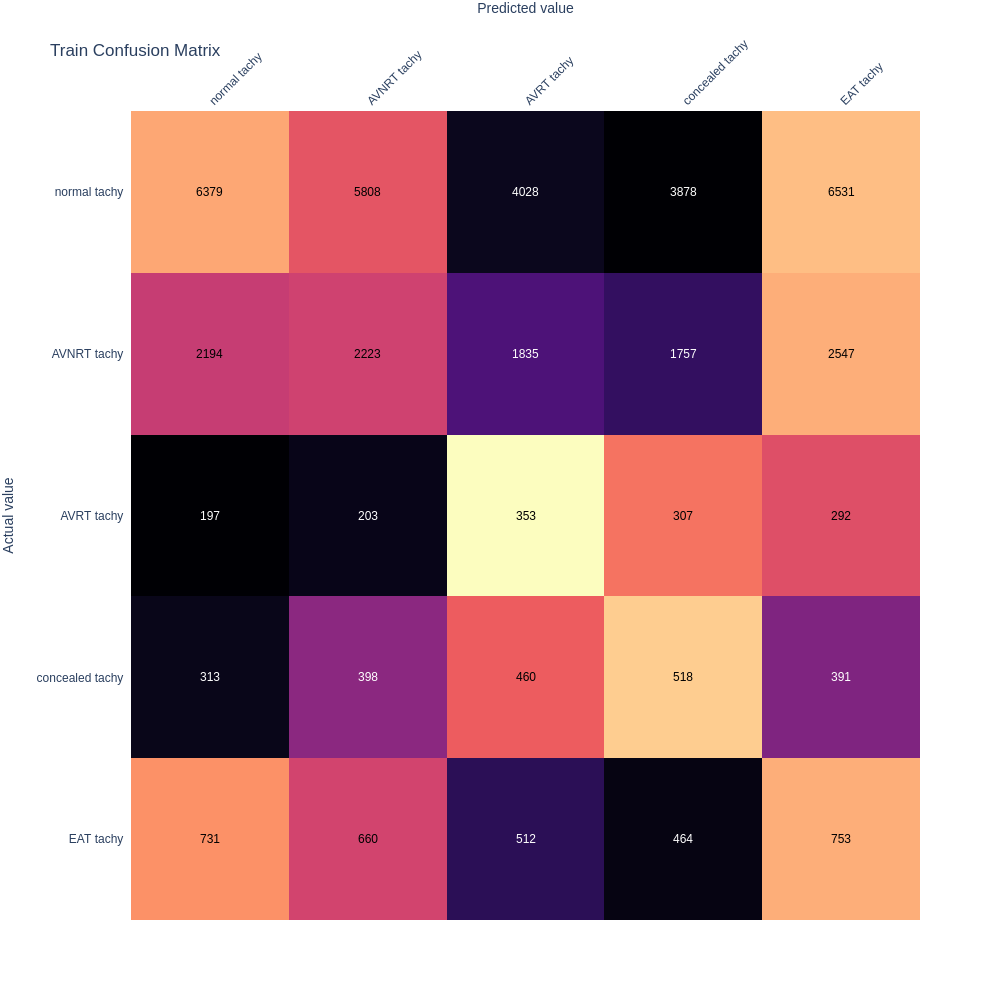 Predicted value
Train Confusion Matrix
normal tachy AVNRT tachy AVRT tachy concealed tachy EAT tachy
normal tachy 6379 5808 4028 3878 6531
AVNRT tachy 2194 2223 1835 1757 2547
Actual value
AVRT tachy 197 203 353 307 292
concealed tachy 313 398 460 518 391
EAT tachy 731 660 512 464 753